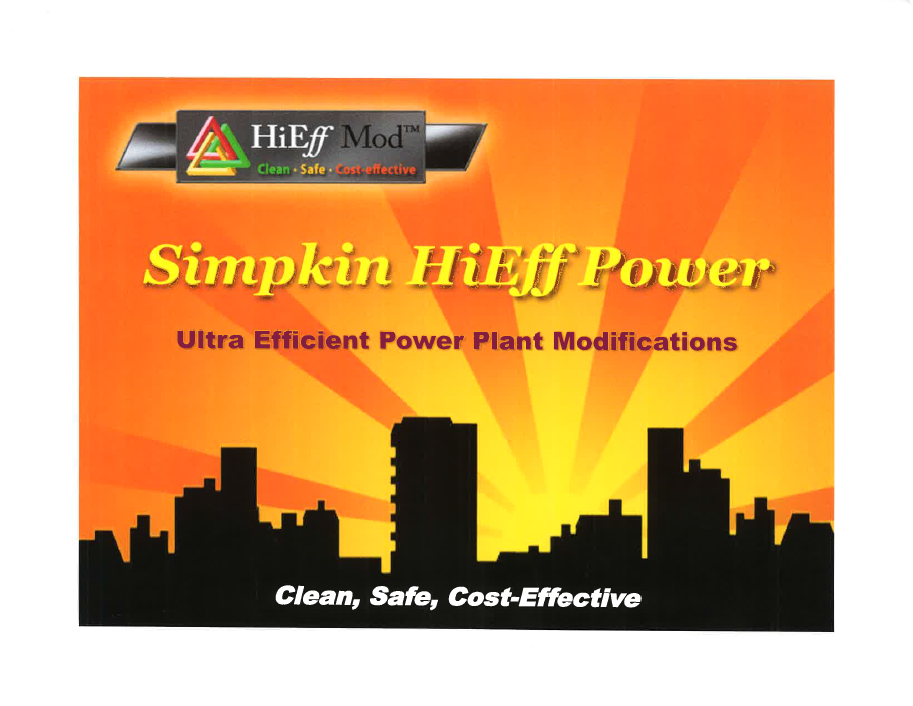 HiEff Mod™
Clean · Safe · Cost-effective
Simpkin HiEff Power
Ultra Efficient Power Plant Modifications
Clean, Safe, Cost-Effective